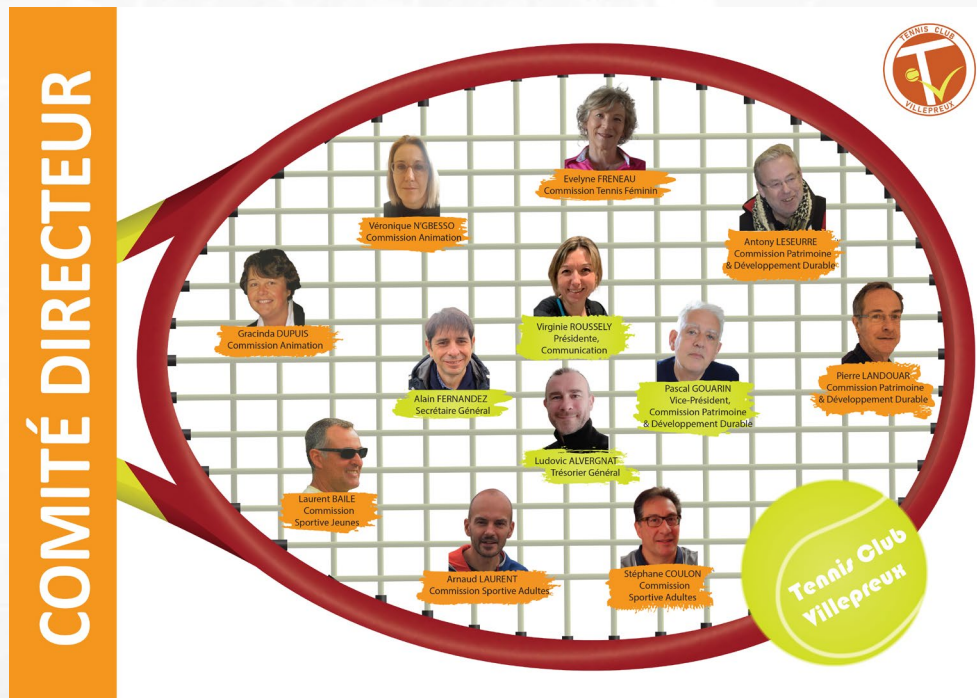 COMITÉ DIRECTEUR
TENNIS CLUB
VILLEPREUX
Evelyne FRENEAU
Commission Tennis Féminin
Véronique N'GBESSO
Commission Animation
Antony LESEURRE
Commission Patrimoine
& Développement Durable
Gracinda DUPUIS
Commission Animation
Virginie ROUSSELY
Présidente,
Communication
Alain FERNANDEZ
Secrétaire Général
Pascal GOUARIN
Vice-Président,
Commission Patrimoine
& Développement Durable
Pierre LANDOUAR
Commission Patrimoine
& Développement Durable
Ludovic ALVERGNAT
Trésorier Général
Laurent BAILE
Commission
Sportive Jeunes
Arnaud LAURENT
Commission Sportive Adultes
Stéphane COULON
Commission
Sportive Adultes
Tennis Club
Villepreux